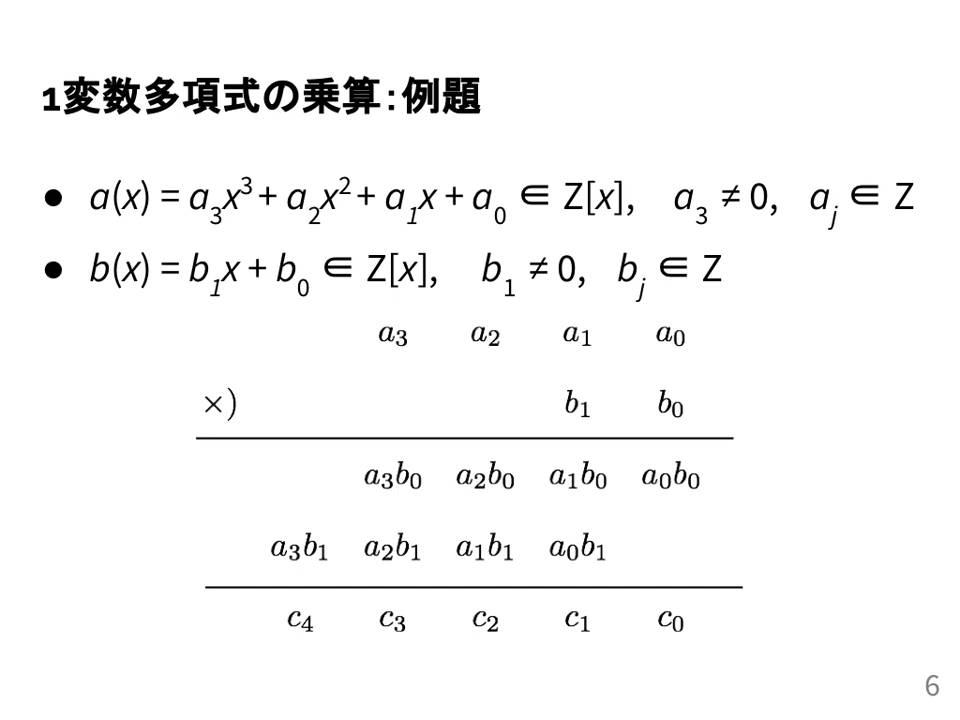 1変数多項式の乗算：例題
● a(x) = a₃x³ + a₂x² + a₁x + a₀ ∈ Z[x], a₃ ≠ 0, aⱼ ∈ Z
● b(x) = b₁x + b₀ ∈ Z[x], b₁ ≠ 0, bⱼ ∈ Z
a₃ a₂ a₁ a₀
×) b₁ b₀
a₃b₀ a₂b₀ a₁b₀ a₀b₀
a₃b₁ a₂b₁ a₁b₁ a₀b₁
c₄ c₃ c₂ c₁ c₀
6